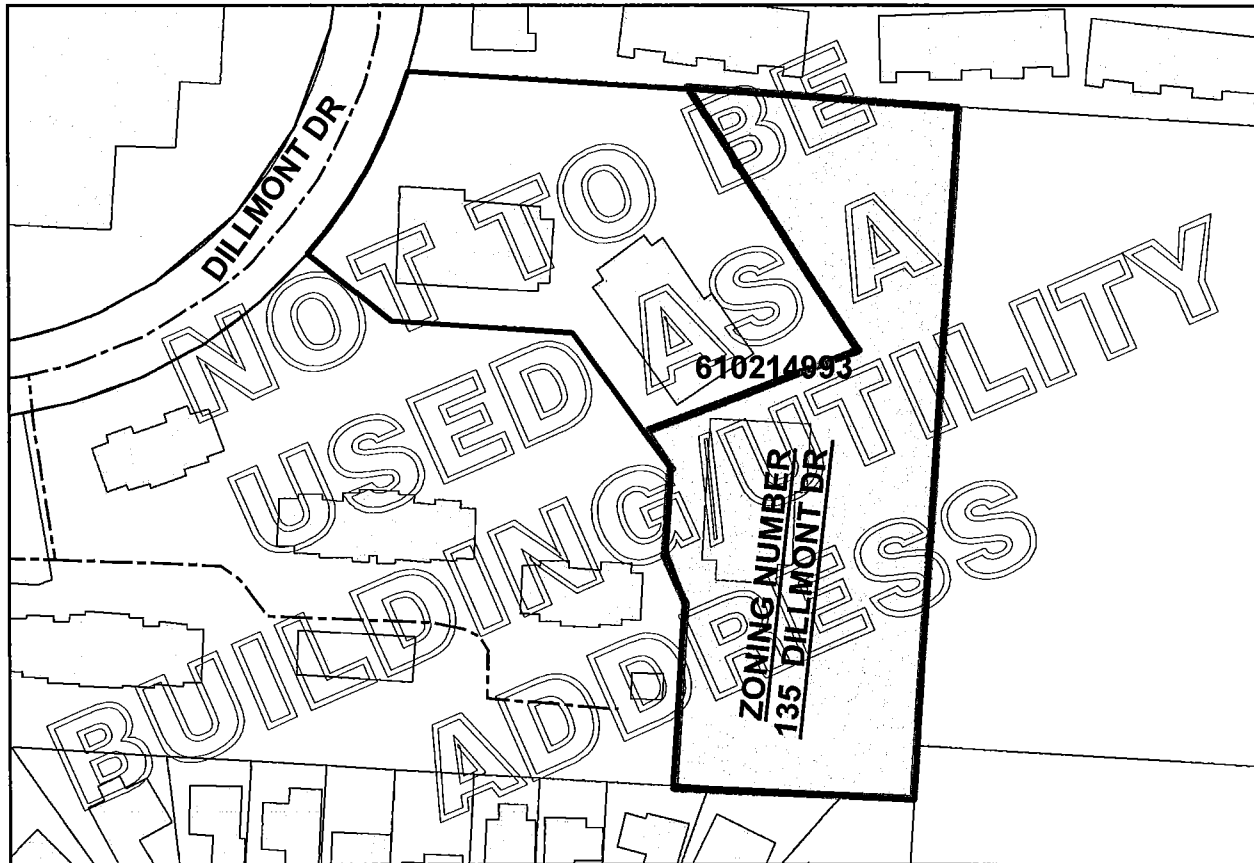 DILLMONT DR
NOT TO BE
USED AS A
BUILDING/UTILITY
ADDRESS
610214993
ZONING NUMBER
135 DILLMONT DR